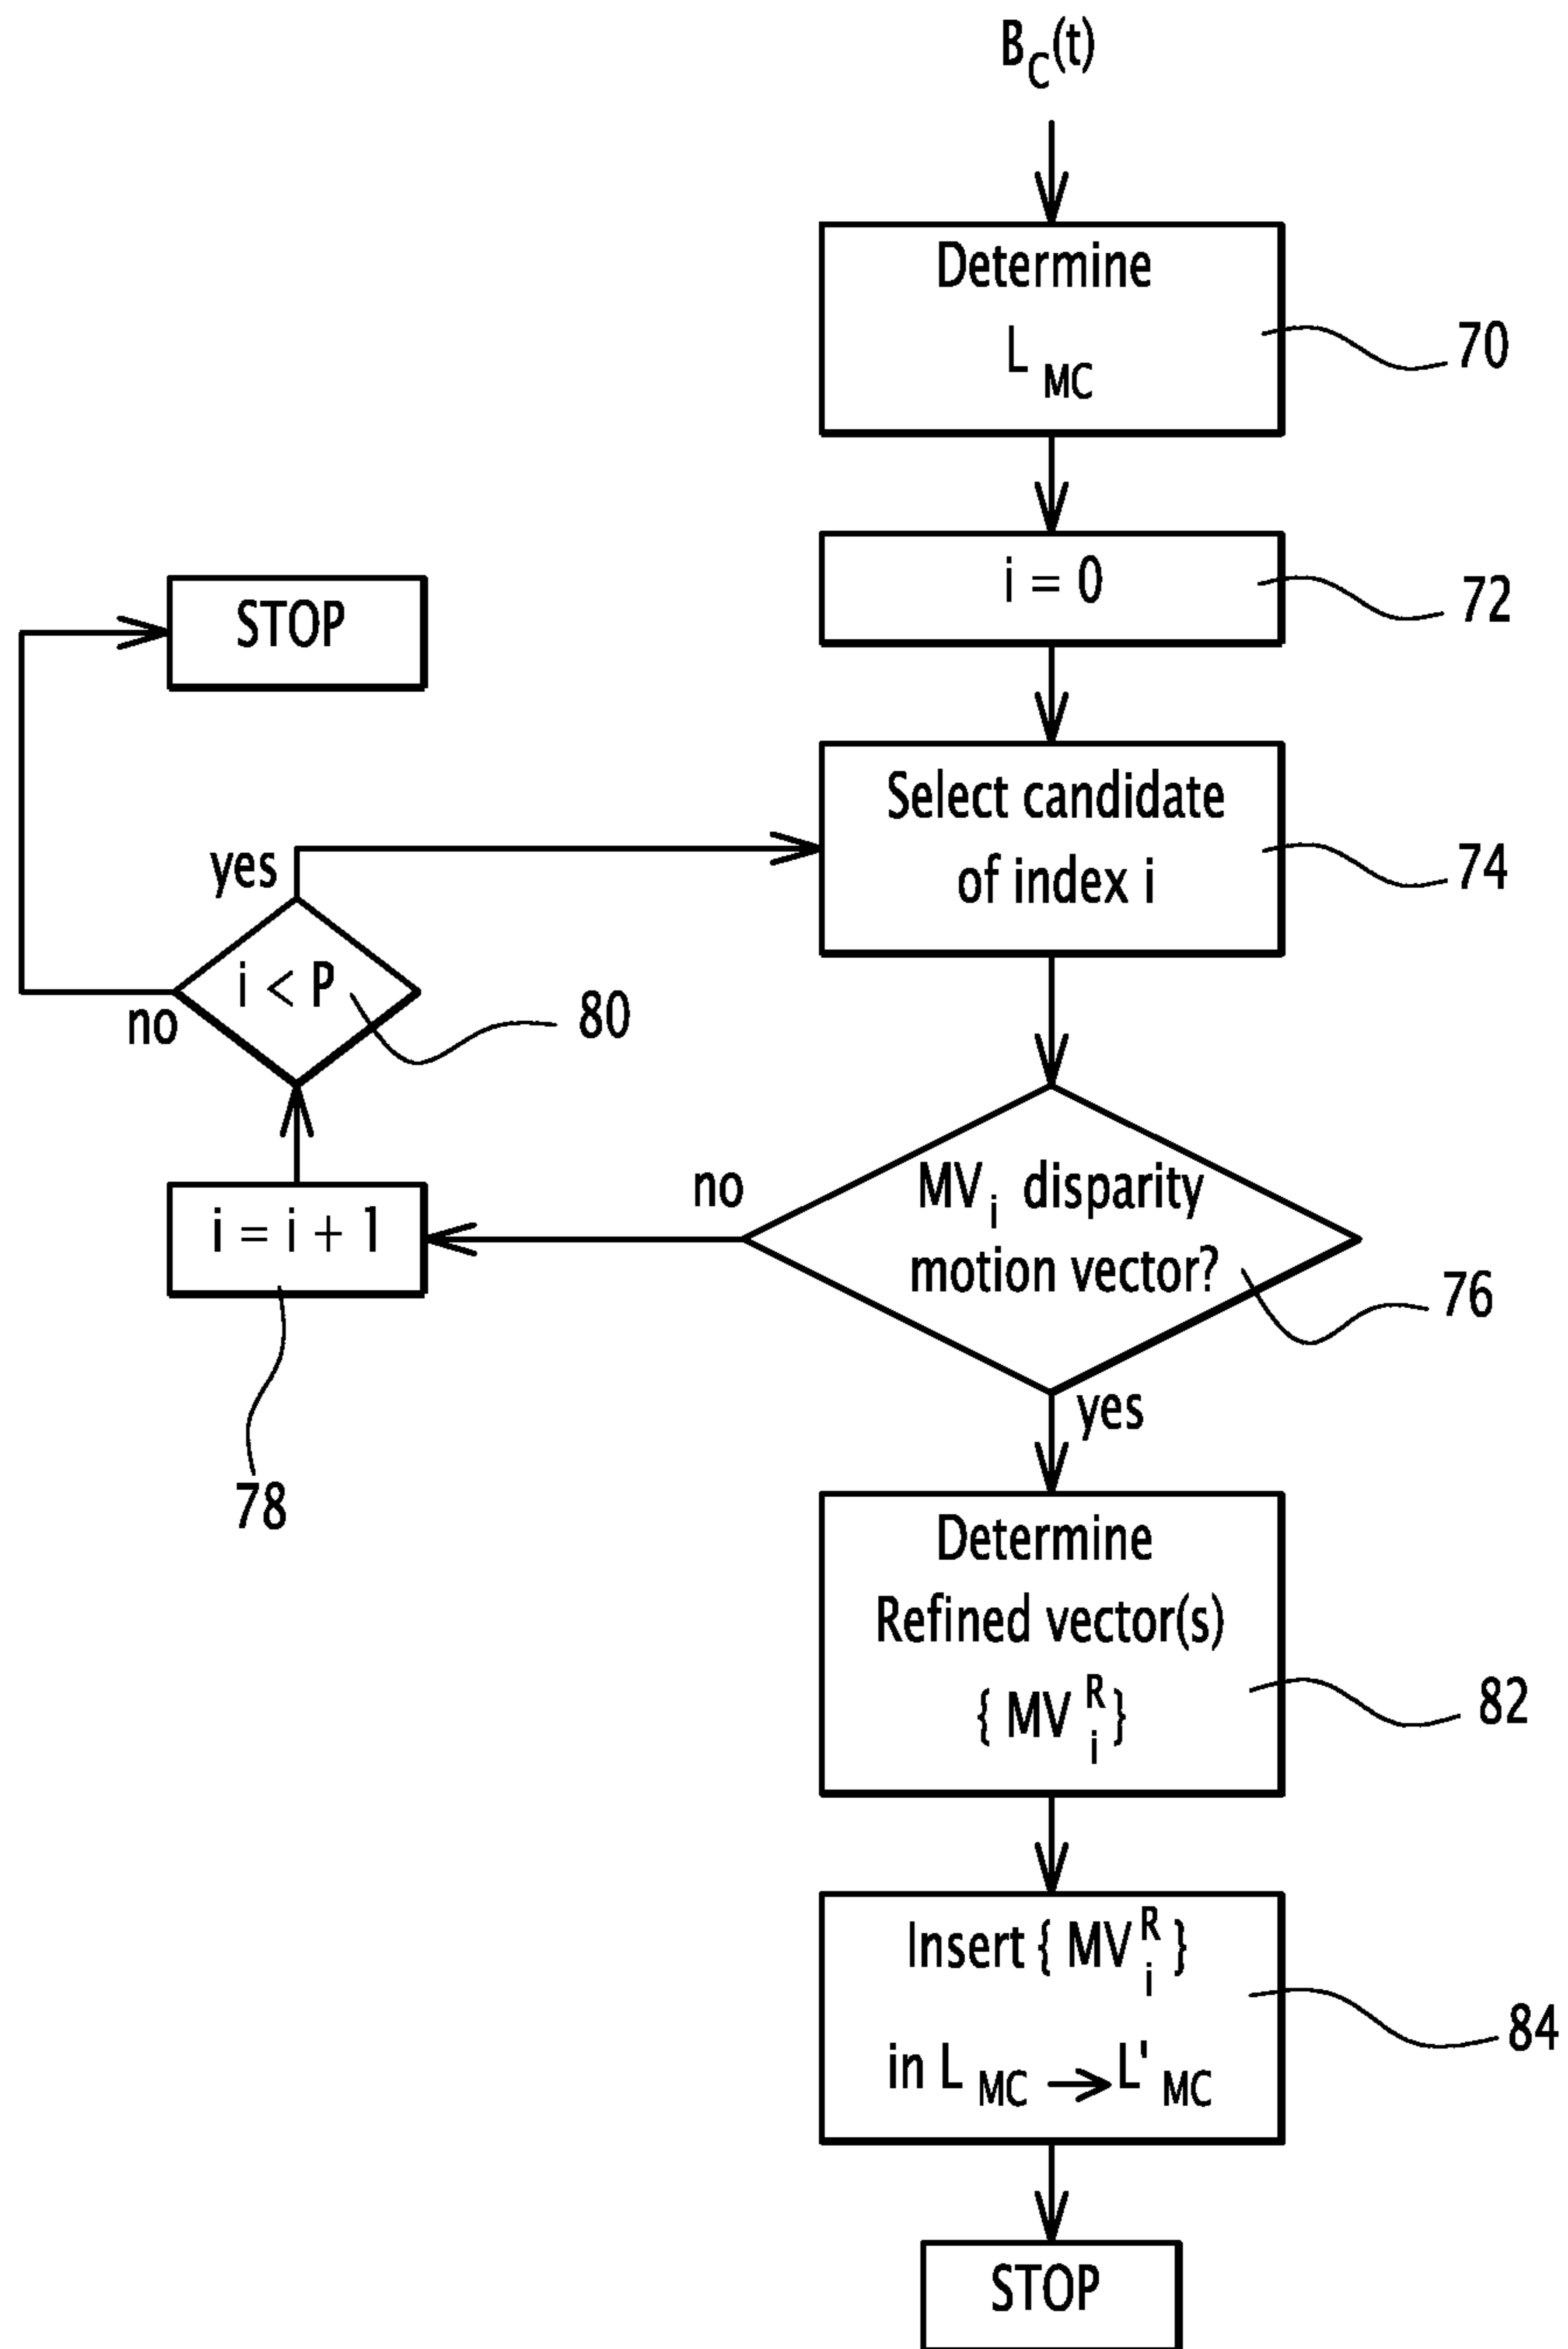 B_C(t)
Determine
L_MC
70
i = 0
72
STOP
Select candidate
of index i
74
yes
i < P
no
80
MV_i disparity
motion vector?
no
76
i = i + 1
78
yes
Determine
Refined vector(s)
{ MV_i^R }
82
Insert { MV_i^R }
in L_MC → L'_MC
84
STOP